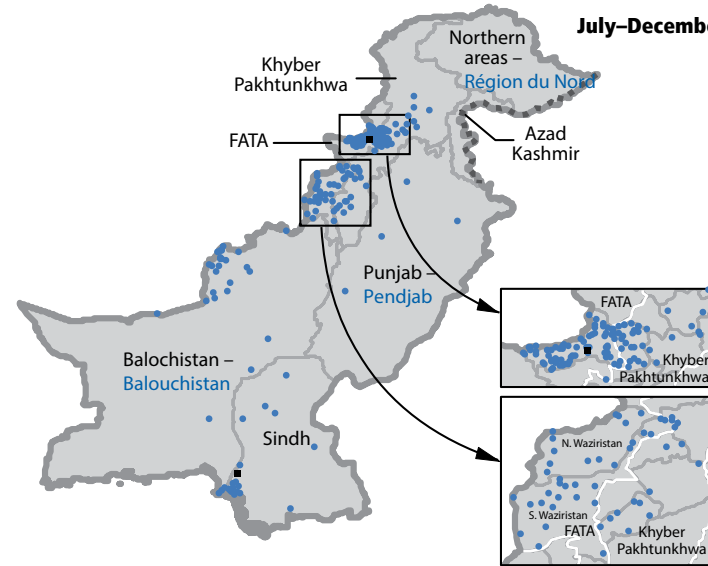 July–Decembe
Northern
areas –
Région du Nord
Khyber
Pakhtunkhwa
FATA
Azad
Kashmir
Punjab –
Pendjab
FATA
Khyber
Pakhtunkhwa
Balochistan –
Balouchistan
Sindh
N. Waziristan
S. Waziristan
FATA
Khyber
Pakhtunkhwa